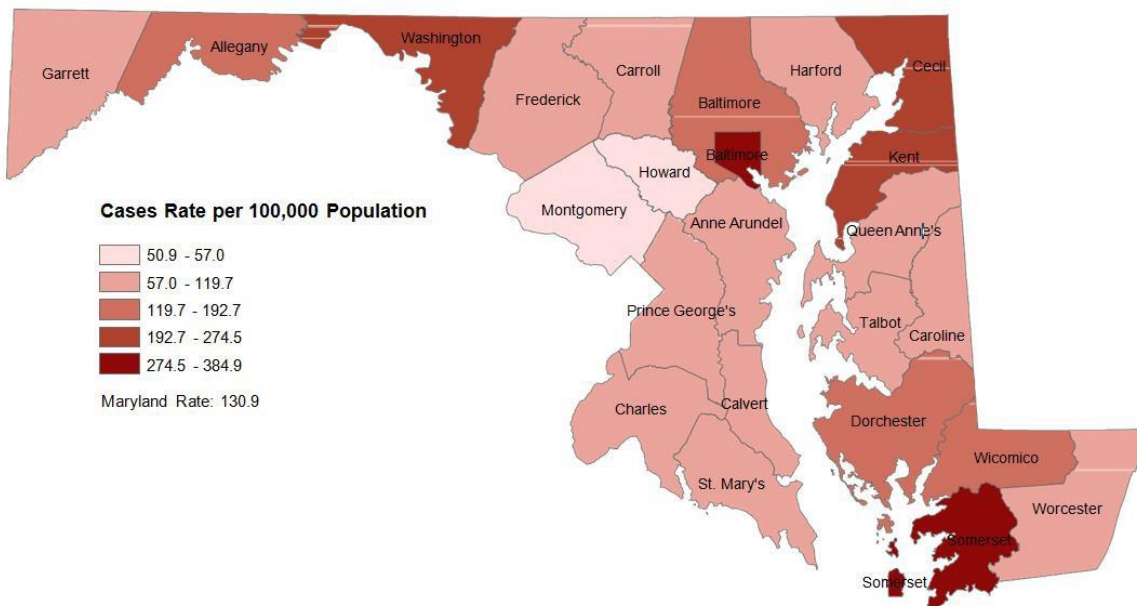 Garrett
Allegany
Washington
Frederick
Carroll
Baltimore
Harford
Cecil
Baltimore
Kent
Howard
Montgomery
Anne Arundel
Queen Anne's
Prince George's
Talbot
Caroline
Charles
Calvert
St. Mary's
Dorchester
Wicomico
Worcester
Somerset
Somerset
Cases Rate per 100,000 Population
50.9 - 57.0
57.0 - 119.7
119.7 - 192.7
192.7 - 274.5
274.5 - 384.9
Maryland Rate: 130.9